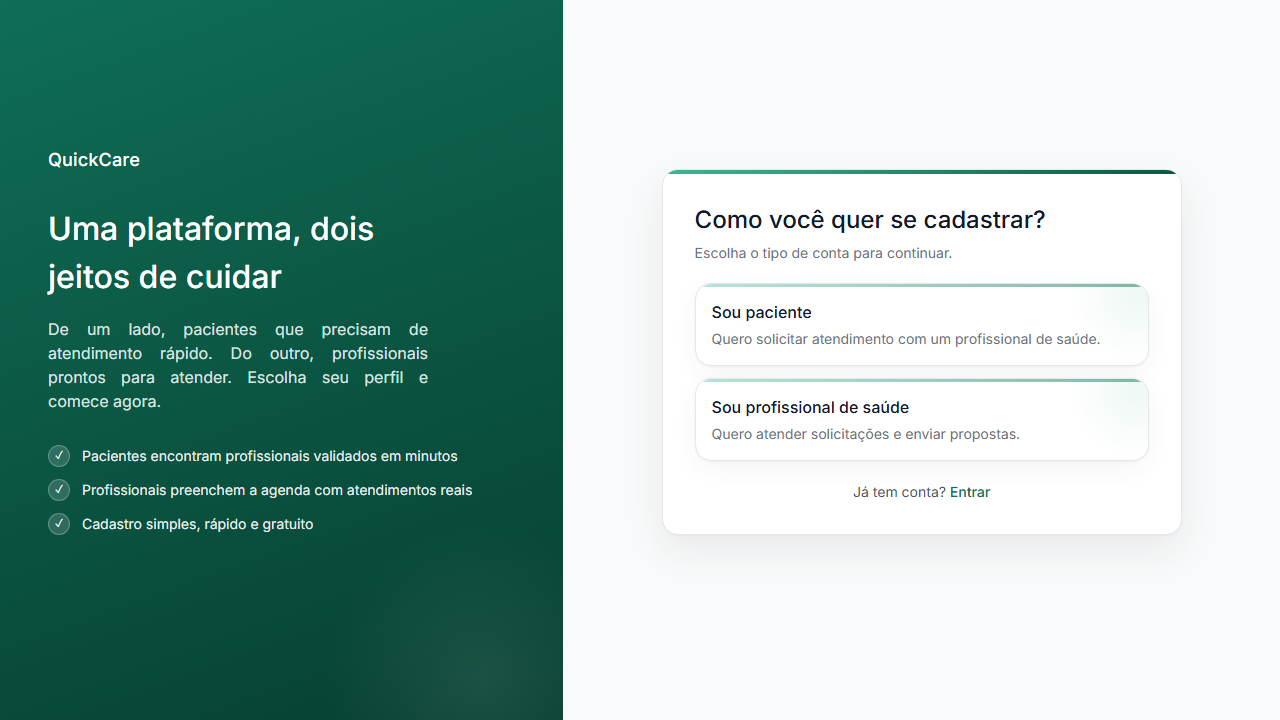 QuickCare
Uma plataforma, dois
jeitos de cuidar
De um lado, pacientes que precisam de
atendimento rápido. Do outro, profissionais
prontos para atender. Escolha seu perfil e
comece agora.
✓ Pacientes encontram profissionais validados em minutos
✓ Profissionais preenchem a agenda com atendimentos reais
✓ Cadastro simples, rápido e gratuito
Como você quer se cadastrar?
Escolha o tipo de conta para continuar.
Sou paciente
Quero solicitar atendimento com um profissional de saúde.
Sou profissional de saúde
Quero atender solicitações e enviar propostas.
Já tem conta? Entrar